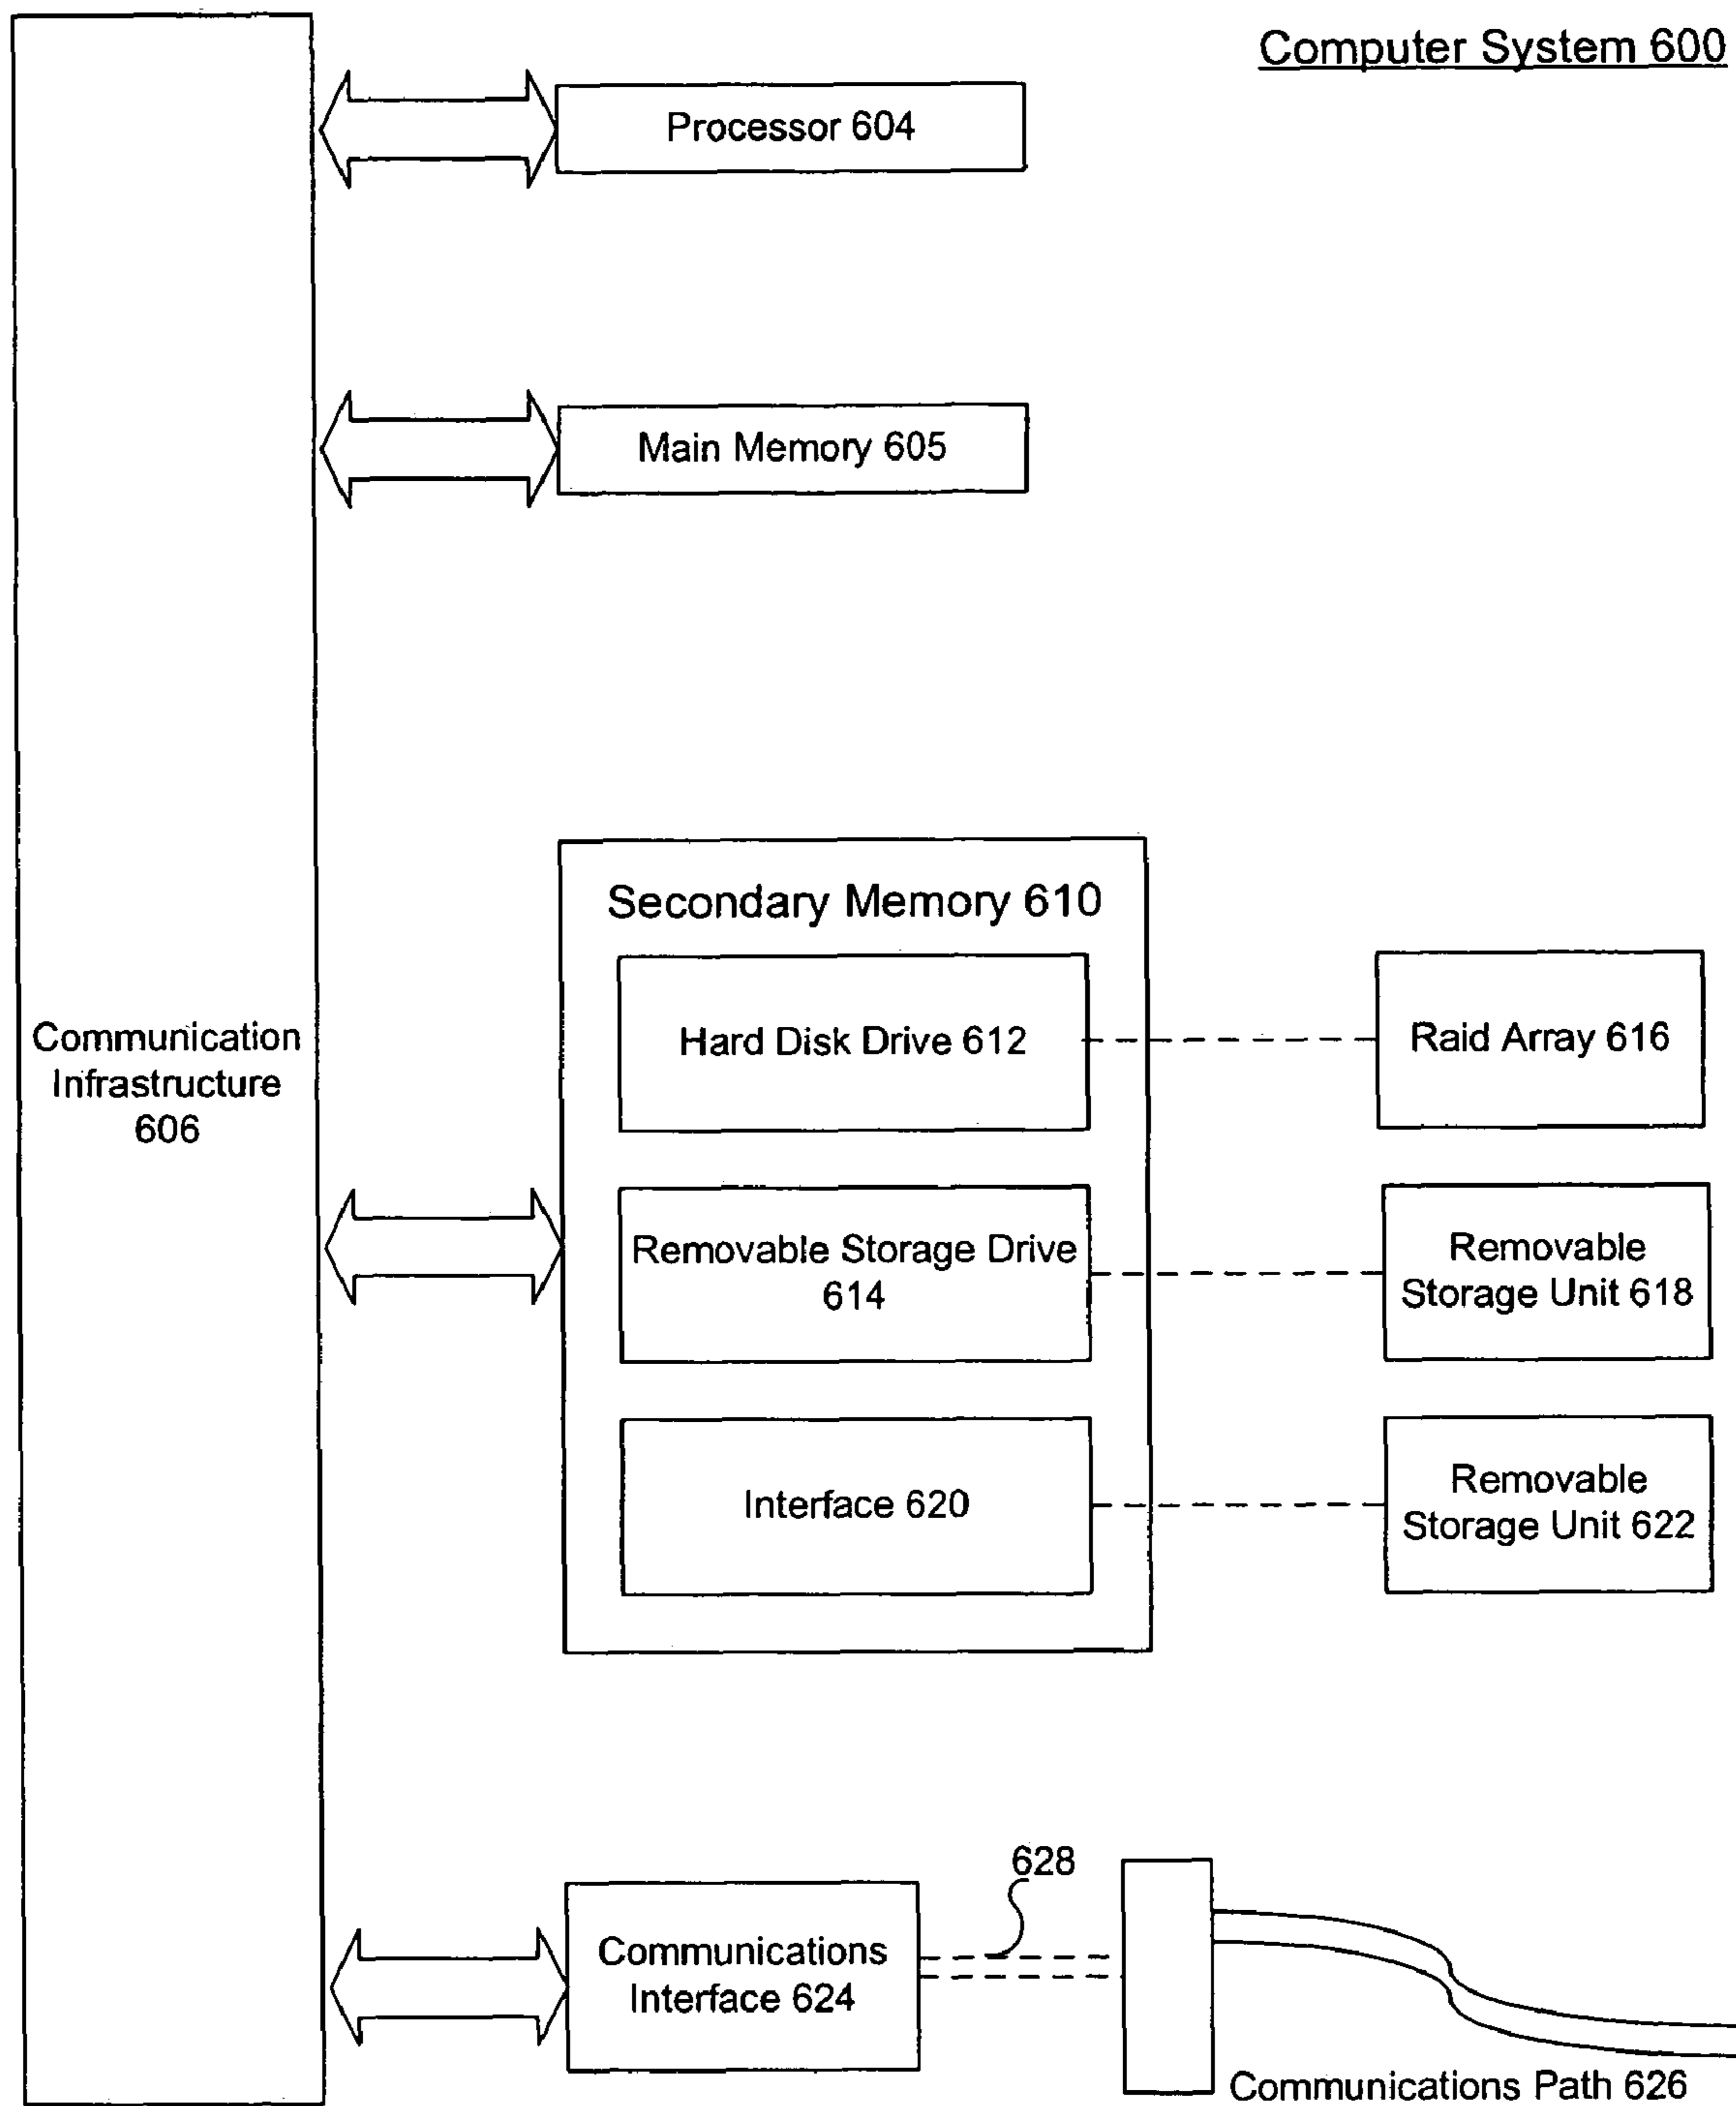 Computer System 600
Processor 604
Main Memory 605
Communication
Infrastructure
606
Secondary Memory 610
Hard Disk Drive 612
Raid Array 616
Removable Storage Drive
614
Removable
Storage Unit 618
Interface 620
Removable
Storage Unit 622
628
Communications
Interface 624
Communications Path 626